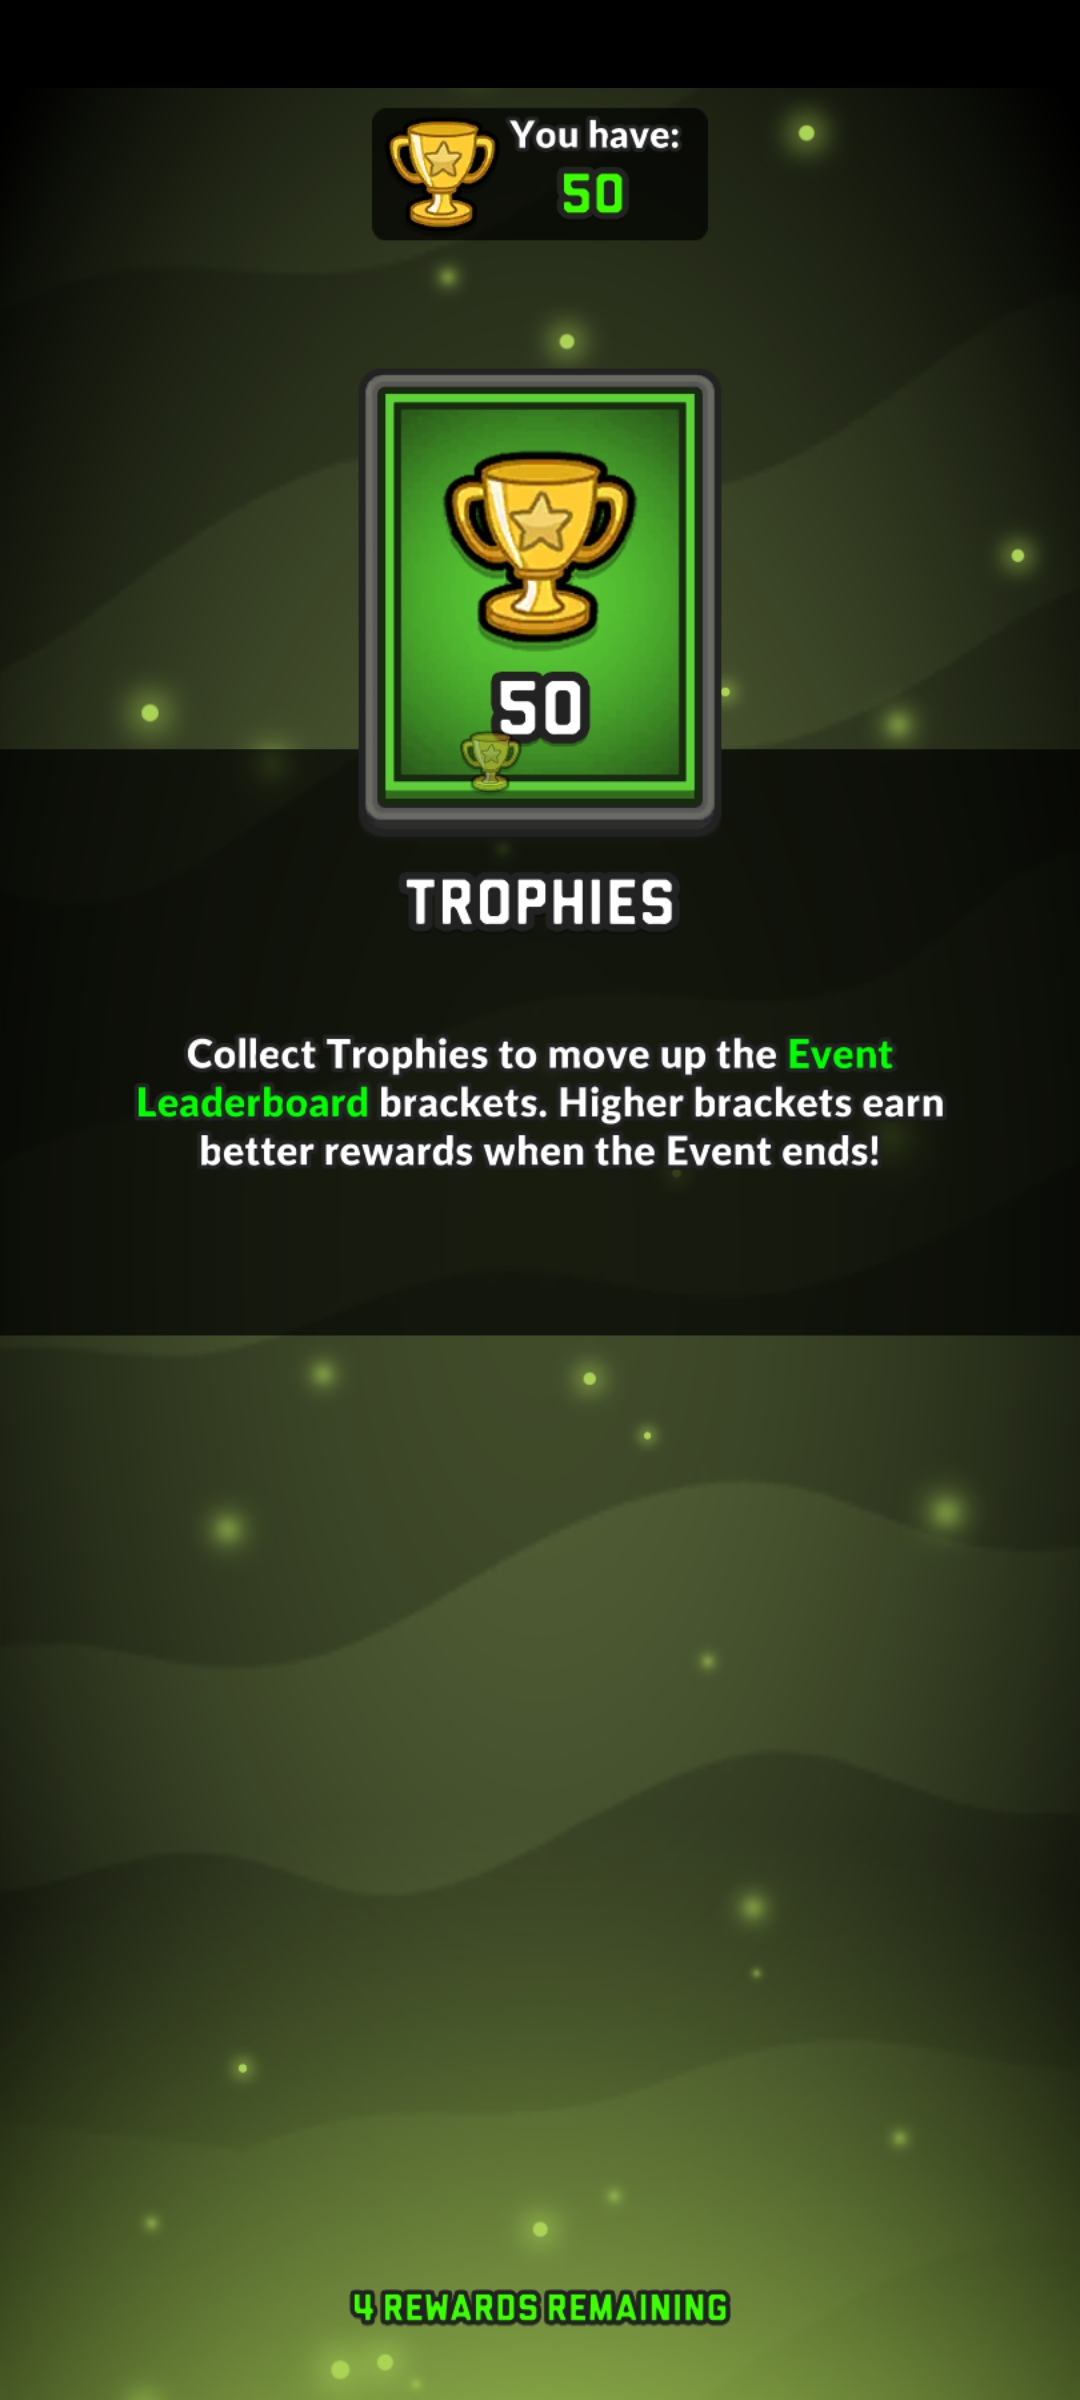 You have:
50
50
TROPHIES
Collect Trophies to move up the Event
Leaderboard brackets. Higher brackets earn
better rewards when the Event ends!
4 REWARDS REMAINING